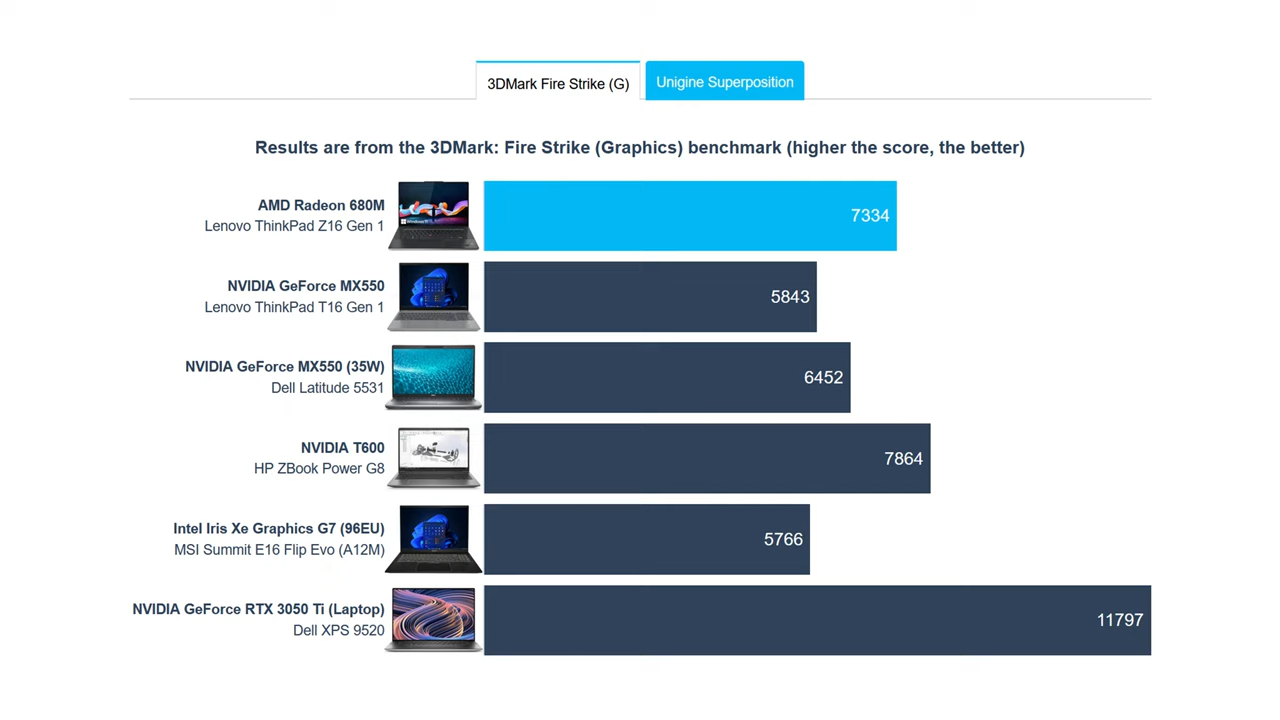 3DMark Fire Strike (G)
Unigine Superposition
Results are from the 3DMark: Fire Strike (Graphics) benchmark (higher the score, the better)
AMD Radeon 680M
Lenovo ThinkPad Z16 Gen 1
7334
NVIDIA GeForce MX550
Lenovo ThinkPad T16 Gen 1
5843
NVIDIA GeForce MX550 (35W)
Dell Latitude 5531
6452
NVIDIA T600
HP ZBook Power G8
7864
Intel Iris Xe Graphics G7 (96EU)
MSI Summit E16 Flip Evo (A12M)
5766
NVIDIA GeForce RTX 3050 Ti (Laptop)
Dell XPS 9520
11797